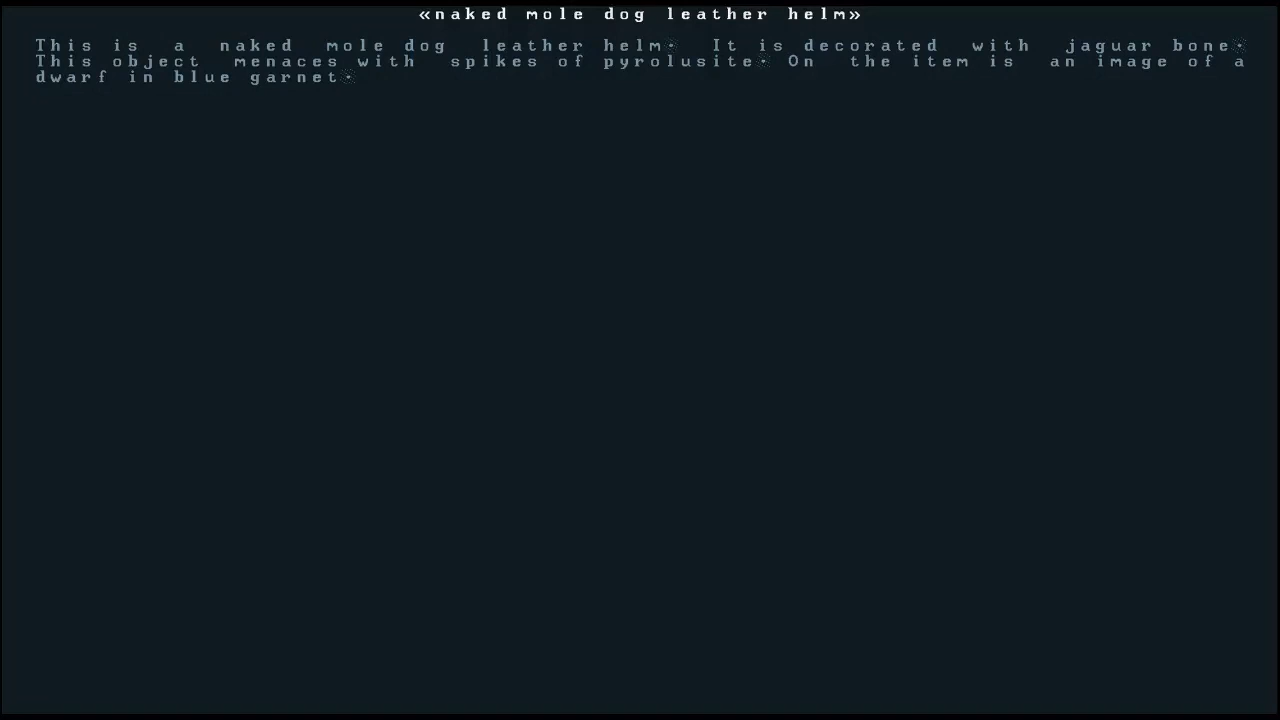 «naked mole dog leather helm»
This is a naked mole dog leather helm. It is decorated with jaguar bone.
This object menaces with spikes of pyrolusite. On the item is an image of a
dwarf in blue garnet.